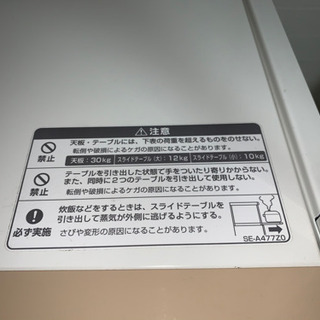 ⚠注意
天板・テーブルには、下表の荷重を超えるものをのせない。
転倒や破損によるケガの原因になることがあります。
禁止
天板:30kg スライドテーブル(大):12kg スライドテーブル(小):10kg
テーブルを引き出した状態で手をついたり寄りかからない。
また、同時に2つのテーブルを引き出して使用しない。
禁止
転倒や破損によるケガの原因になることがあります。
炊飯などをするときは、スライドテーブルを
引き出して蒸気が外側に逃げるようにする。
必ず実施
さびや変形の原因になることがあります。
SE-A477Z0